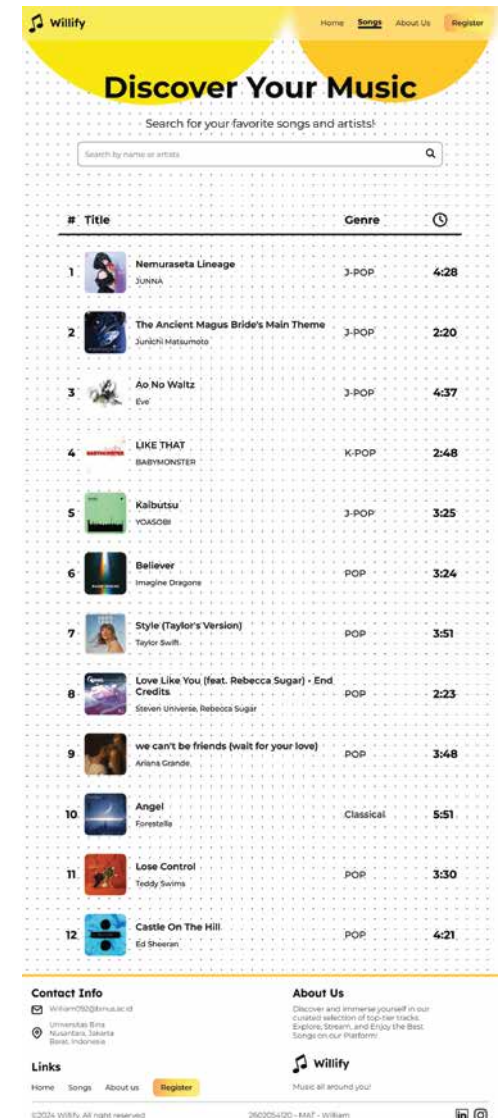 Willify
Home Songs About Us Register
Discover Your Music
Search for your favorite songs and artists!
Search by name or artists
# Title Genre
1 Nemuraseta Lineage J-POP 4:28
JUNNA
2 The Ancient Magus Bride's Main Theme J-POP 2:20
Junichi Matsumoto
3 Ao No Waltz J-POP 4:37
Eve
4 LIKE THAT K-POP 2:48
BABYMONSTER
5 Kaibutsu J-POP 3:25
YOASOBI
6 Believer POP 3:24
Imagine Dragons
7 Style (Taylor's Version) POP 3:51
Taylor Swift
8 Love Like You (feat. Rebecca Sugar) - End POP 2:23
Credits
Steven Universe, Rebecca Sugar
9 we can't be friends (wait for your love) POP 3:48
Ariana Grande
10 Angel Classical 5:51
Forestella
11 Lose Control POP 3:30
Teddy Swims
12 Castle On The Hill POP 4:21
Ed Sheeran
Contact Info
Universitas Bina
Nusantara, Jakarta
Barat, Indonesia
About Us
Discover and immerse yourself in our
curated selection of top-tier tracks.
Explore, Stream, and Enjoy the Best
Songs on our Platform!
Links
Home Songs About us Register
Willify
Music all around you!
©2024 Willify. All right reserved
2602054120 - MAT - William